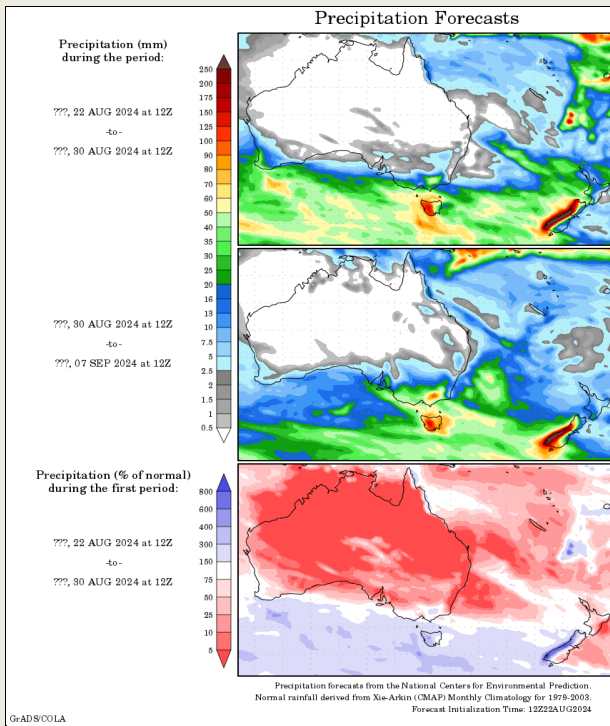 Precipitation Forecasts
Precipitation (mm)
during the period:
???, 22 AUG 2024 at 12Z
-to-
???, 30 AUG 2024 at 12Z
250
200
175
150
125
100
90
80
70
60
50
40
35
30
25
20
16
13
10
7.5
5
2.5
2
1.5
1
0.5
???, 30 AUG 2024 at 12Z
-to-
???, 07 SEP 2024 at 12Z
Precipitation (% of normal)
during the first period:
???, 22 AUG 2024 at 12Z
-to-
???, 30 AUG 2024 at 12Z
800
600
400
300
150
75
50
25
10
5
Precipitation forecasts from the National Centers for Environmental Prediction.
Normal rainfall derived from Xie-Arkin (CMAP) Monthly Climatology for 1979-2003.
Forecast Initialization Time: 12Z22AUG2024
GrADS/COLA